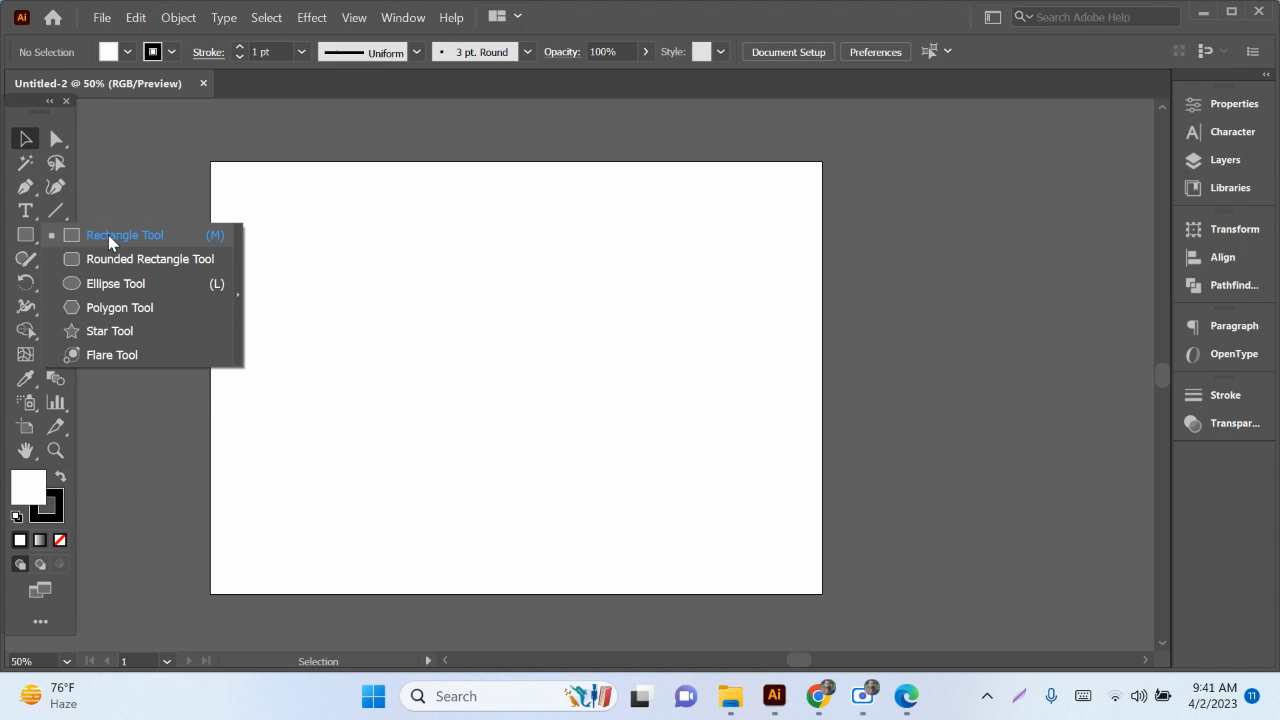 Ai File Edit Object Type Select Effect View Window Help Search Adobe Help
No Selection Stroke: 1 pt Uniform 3 pt. Round Opacity: 100% Style: Document Setup Preferences
Untitled-2 @ 50% (RGB/Preview)
Properties
Character
Layers
Libraries
Transform
Align
Pathfind...
Paragraph
OpenType
Stroke
Transpar...
Rectangle Tool (M)
Rounded Rectangle Tool
Ellipse Tool (L)
Polygon Tool
Star Tool
Flare Tool
50% 1 Selection
76°F
Haze
Search
Ai
9:41 AM
4/2/2023
11